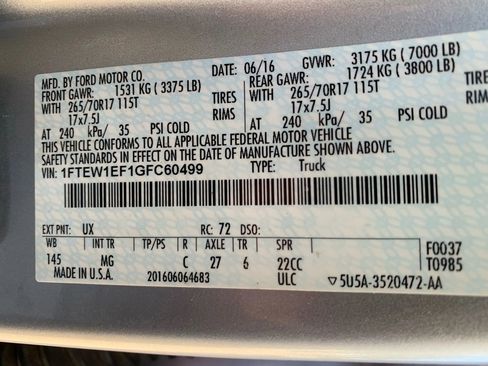 MFD. BY FORD MOTOR CO. DATE: 06/16 GVWR: 3175 KG ( 7000 LB)
FRONT GAWR: 1531 KG ( 3375 LB) REAR GAWR: 1724 KG ( 3800 LB)
WITH WITH
265/70R17 115T TIRES 265/70R17 115T TIRES
17x7.5J RIMS 17x7.5J RIMS
AT 240 kPa/ 35 PSI COLD AT 240 kPa/ 35 PSI COLD
THIS VEHICLE CONFORMS TO ALL APPLICABLE FEDERAL MOTOR VEHICLE
SAFETY STANDARDS IN EFFECT ON THE DATE OF MANUFACTURE SHOWN ABOVE.
VIN: 1FTEW1EF1GFC60499 TYPE: Truck
EXT PNT: UX RC: 72 DSO:
WB INT TR TP/PS R AXLE TR SPR F0037
145 MG C 27 6 22CC T0985
MADE IN U.S.A. 201606064683 ULC ▽5U5A-3520472-AA